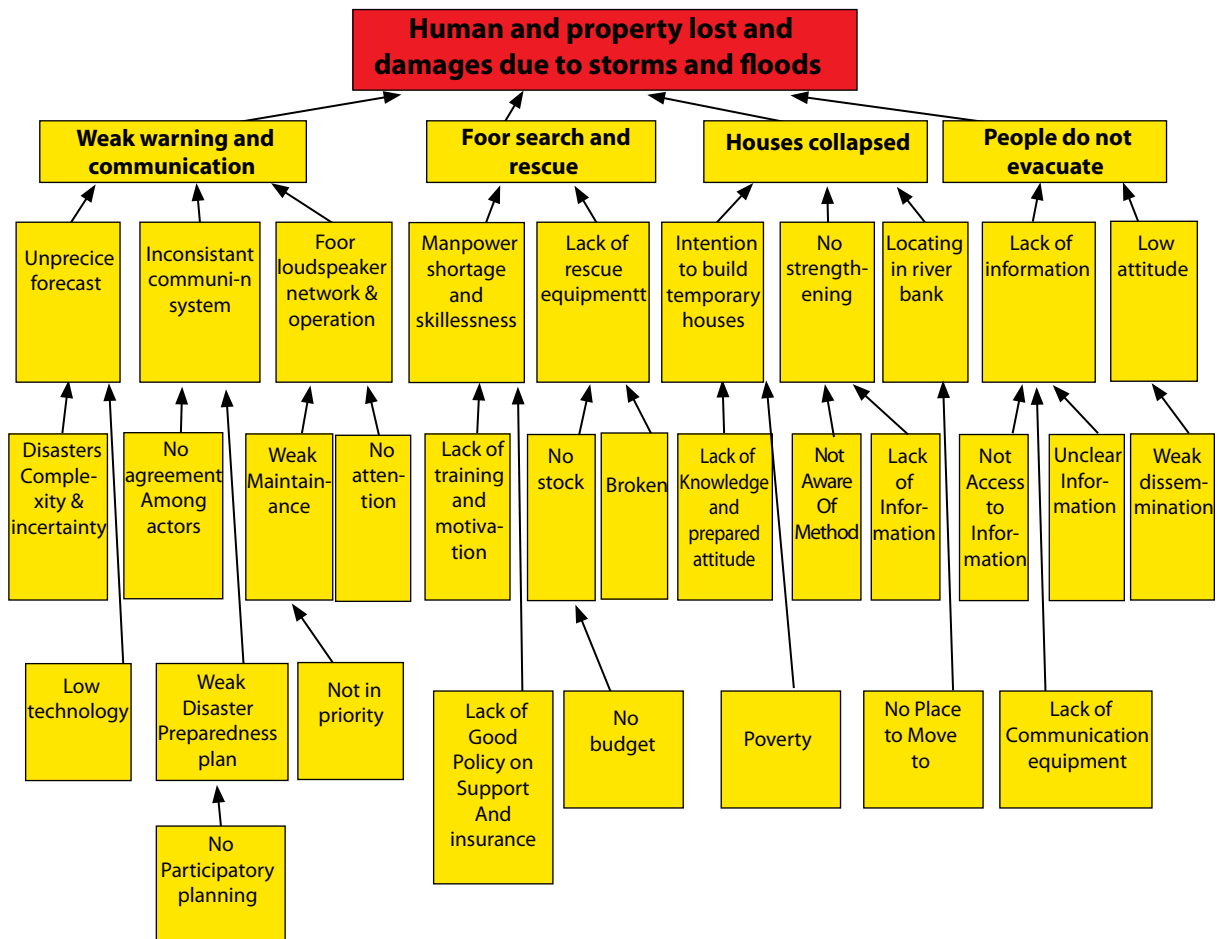 Human and property lost and
damages due to storms and floods
Weak warning and
communication
Foor search and
rescue
Houses collapsed
People do not
evacuate
Unprecice
forecast
Inconsistant
communi-n
system
Foor
loudspeaker
network &
operation
Manpower
shortage
and
skillessness
Lack of
rescue
equipmentt
Intention
to build
temporary
houses
No
strength-
ening
Locating
in river
bank
Lack of
information
Low
attitude
Disasters
Comple-
xity &
incertainty
No
agreement
Among
actors
Weak
Maintain-
ance
No
atten-
tion
Lack of
training
and
motiva-
tion
No
stock
Broken
Lack of
Knowledge
and
prepared
attitude
Not
Aware
Of
Method
Lack
of
Infor-
mation
Not
Access
to
Infor-
mation
Unclear
Infor-
mation
Weak
dissem-
mination
Low
technology
Weak
Disaster
Preparedness
plan
Not in
priority
Lack of
Good
Policy on
Support
And
insurance
No
budget
Poverty
No Place
to Move
to
Lack of
Communication
equipment
No
Participatory
planning